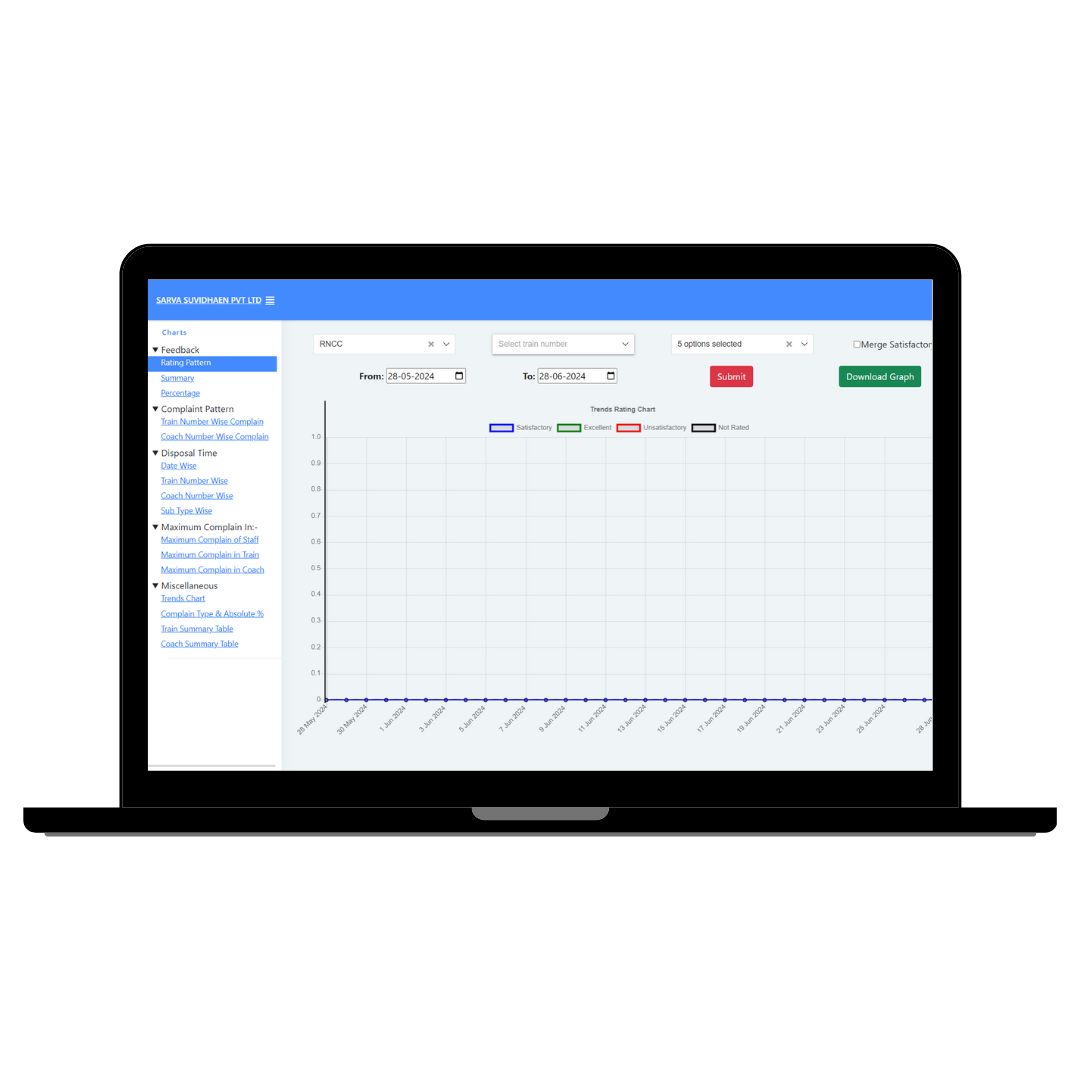 SARVA SUVIDHAEN PVT LTD
Charts
Feedback
Rating Pattern
Summary
Percentage
Complaint Pattern
Train Number Wise Complain
Coach Number Wise Complain
Disposal Time
Date Wise
Train Number Wise
Coach Number Wise
Sub Type Wise
Maximum Complain In:-
Maximum Complain of Staff
Maximum Complain in Train
Maximum Complain in Coach
Miscellaneous
Trends Chart
Complain Type & Absolute %
Train Summary Table
Coach Summary Table
RNCC
Select train number
5 options selected
Merge Satisfactor
From: 28-05-2024
To: 28-06-2024
Submit
Download Graph
Trends Rating Chart
Satisfactory Excellent Unsatisfactory Not Rated
1.0
0.9
0.8
0.7
0.6
0.5
0.4
0.3
0.2
0.1
0
28 May 2024
30 May 2024
1 Jun 2024
3 Jun 2024
5 Jun 2024
7 Jun 2024
9 Jun 2024
11 Jun 2024
13 Jun 2024
15 Jun 2024
17 Jun 2024
19 Jun 2024
21 Jun 2024
23 Jun 2024
25 Jun 2024
28 Jun